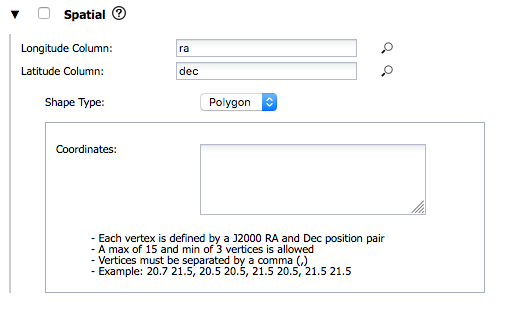 Spatial ?
Longitude Column: ra
Latitude Column: dec
Shape Type: Polygon
Coordinates:
- Each vertex is defined by a J2000 RA and Dec position pair
- A max of 15 and min of 3 vertices is allowed
- Vertices must be separated by a comma (,)
- Example: 20.7 21.5, 20.5 20.5, 21.5 20.5, 21.5 21.5